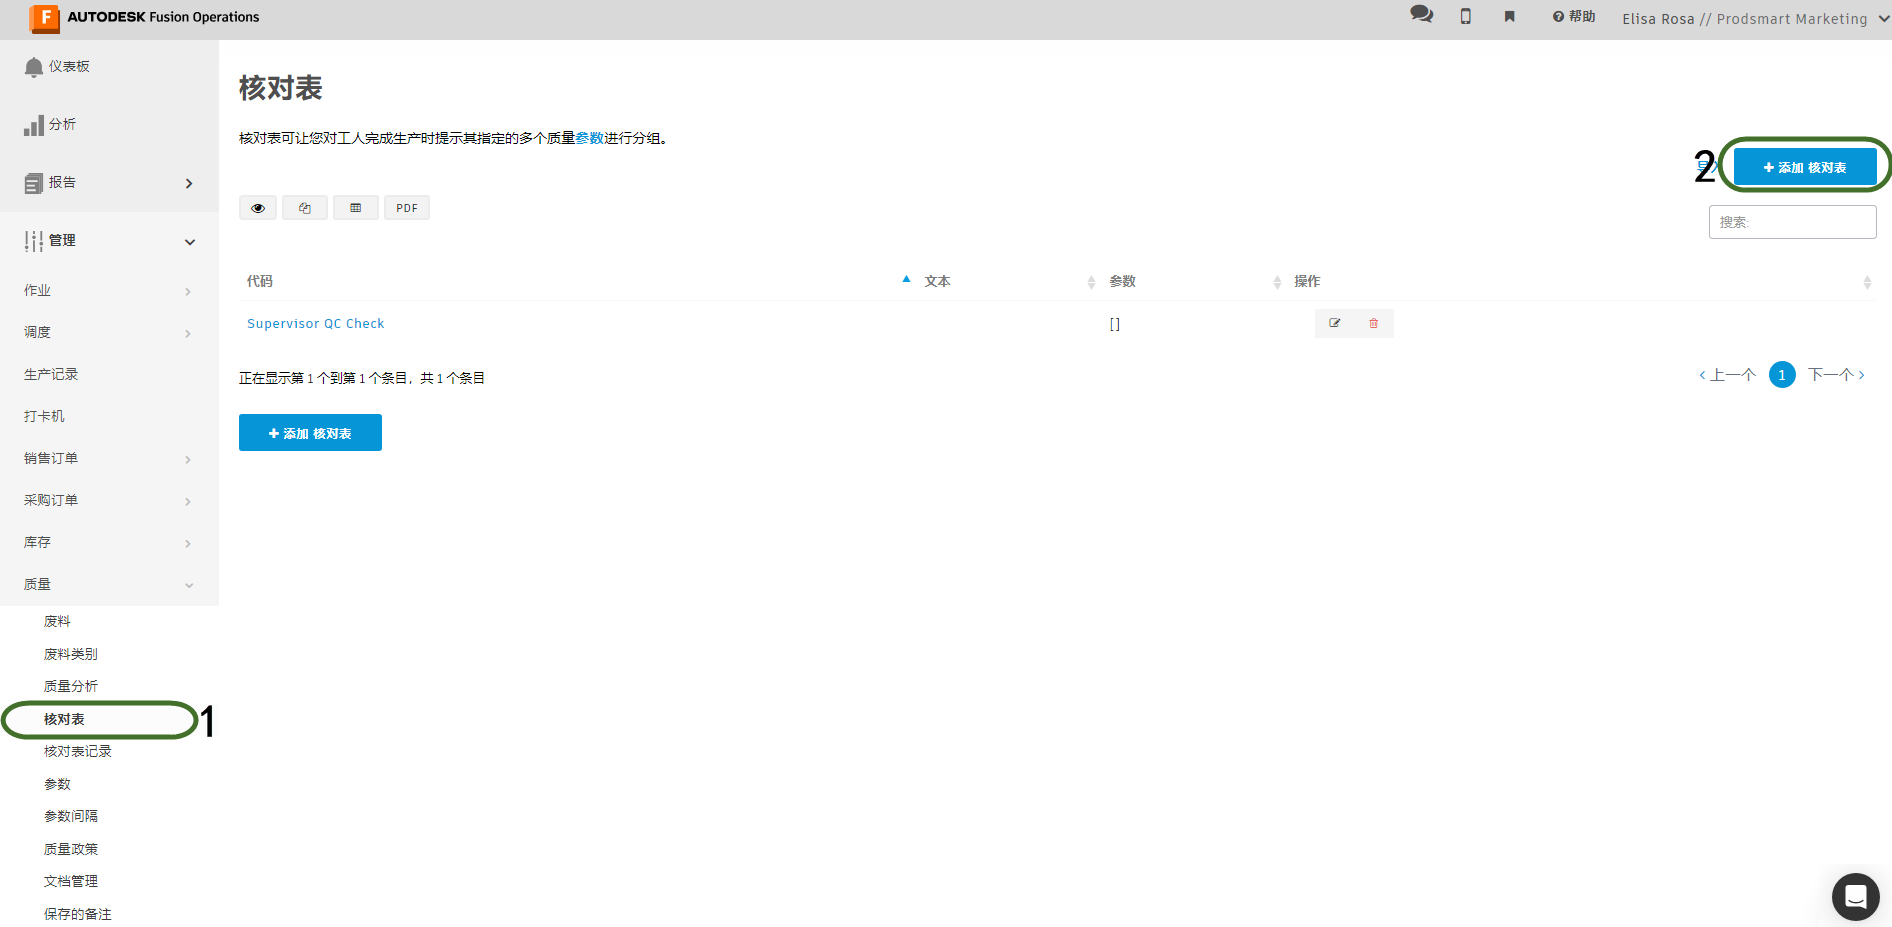 F AUTODESK Fusion Operations
帮助
Elisa Rosa // Prodsmart Marketing
仪表板
分析
报告
管理
作业
调度
生产记录
打卡机
销售订单
采购订单
库存
质量
废料
废料类别
质量分析
核对表
1
核对表记录
参数
参数间隔
质量政策
文档管理
保存的备注
核对表
核对表可让您对工人完成生产时提示其指定的多个质量参数进行分组。
2
添加 核对表
PDF
搜索:
代码 文本 参数 操作
Supervisor QC Check []
正在显示第 1 个到第 1 个条目，共 1 个条目
上一个 1 下一个
添加 核对表